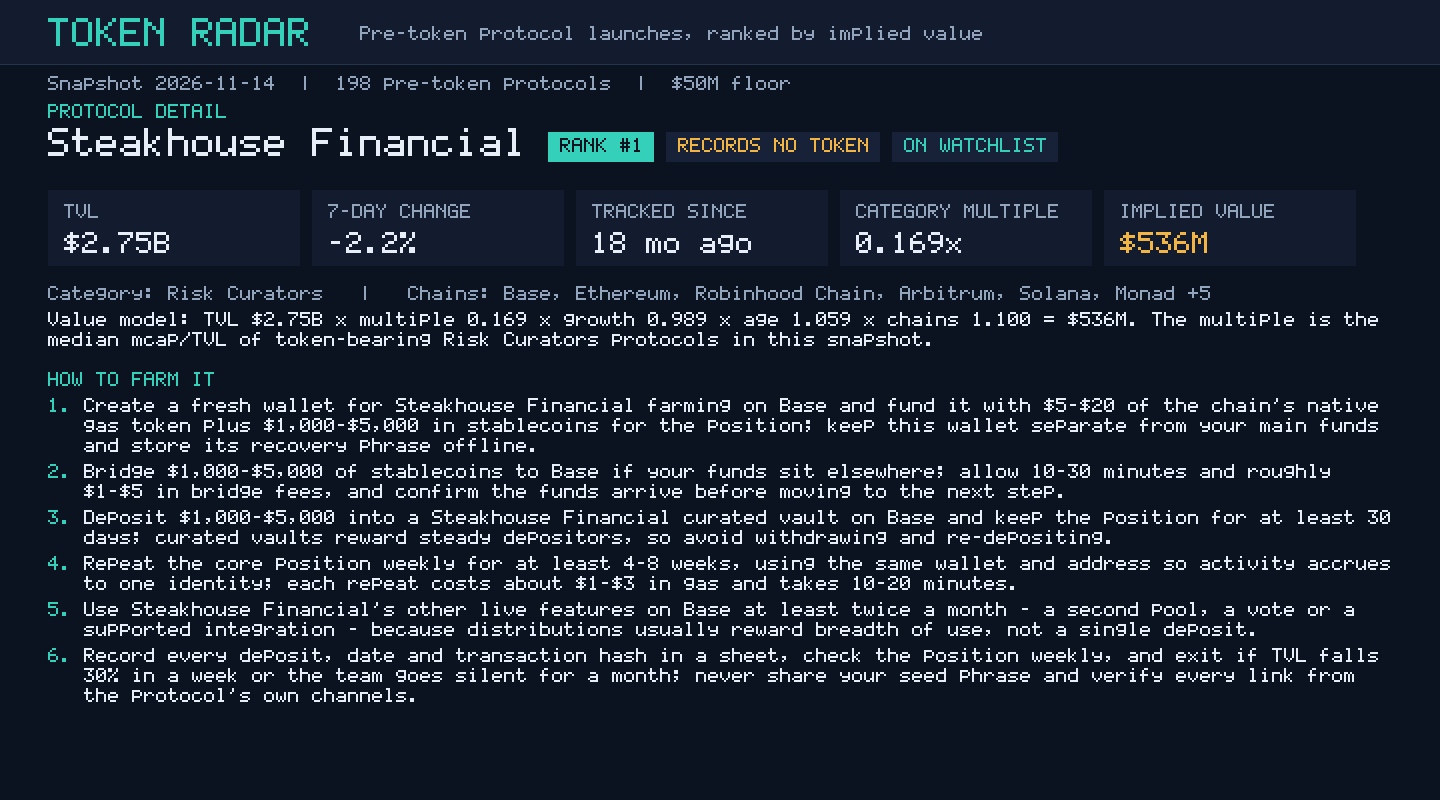 TOKEN RADAR
Pre-token protocol launches, ranked by implied value
Snapshot 2026-11-14 | 198 pre-token protocols | $50M floor
PROTOCOL DETAIL
Steakhouse Financial
RANK #1
RECORDS NO TOKEN
ON WATCHLIST
TVL
$2.75B
7-DAY CHANGE
-2.2%
TRACKED SINCE
18 mo ago
CATEGORY MULTIPLE
0.169x
IMPLIED VALUE
$536M
Category: Risk Curators | Chains: Base, Ethereum, Robinhood Chain, Arbitrum, Solana, Monad +5
Value model: TVL $2.75B x multiple 0.169 x growth 0.989 x age 1.059 x chains 1.100 = $536M. The multiple is the
median mcap/TVL of token-bearing Risk Curators protocols in this snapshot.
HOW TO FARM IT
1. Create a fresh wallet for Steakhouse Financial farming on Base and fund it with $5-$20 of the chain's native
gas token plus $1,000-$5,000 in stablecoins for the position; keep this wallet separate from your main funds
and store its recovery phrase offline.
2. Bridge $1,000-$5,000 of stablecoins to Base if your funds sit elsewhere; allow 10-30 minutes and roughly
$1-$5 in bridge fees, and confirm the funds arrive before moving to the next step.
3. Deposit $1,000-$5,000 into a Steakhouse Financial curated vault on Base and keep the position for at least 30
days; curated vaults reward steady depositors, so avoid withdrawing and re-depositing.
4. Repeat the core position weekly for at least 4-8 weeks, using the same wallet and address so activity accrues
to one identity; each repeat costs about $1-$3 in gas and takes 10-20 minutes.
5. Use Steakhouse Financial's other live features on Base at least twice a month - a second pool, a vote or a
supported integration - because distributions usually reward breadth of use, not a single deposit.
6. Record every deposit, date and transaction hash in a sheet, check the position weekly, and exit if TVL falls
30% in a week or the team goes silent for a month; never share your seed phrase and verify every link from
the protocol's own channels.